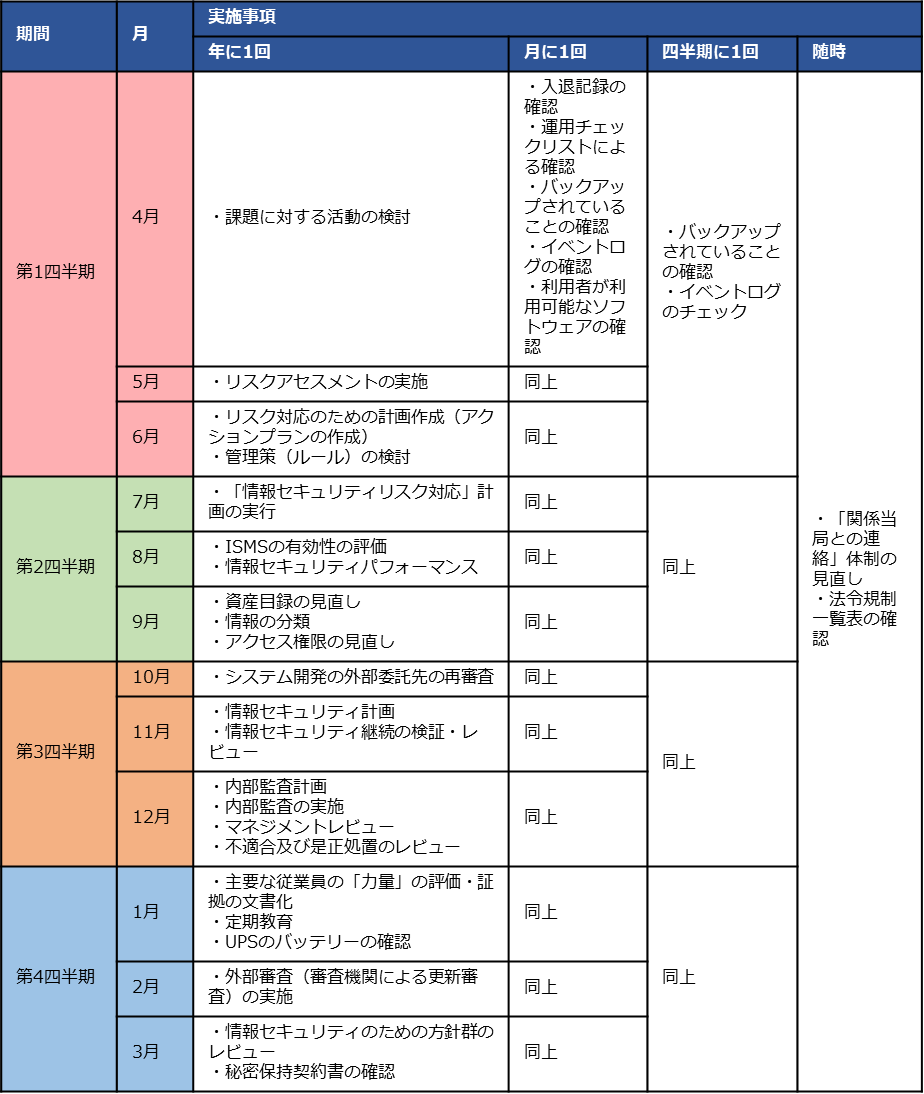 期間
月
実施事項
年に1回
月に1回
四半期に1回
随時
第1四半期
4月
・課題に対する活動の検討
・入退記録の
確認
・運用チェッ
クリストによ
る確認
・バックアッ
プされている
ことの確認
・イベントロ
グの確認
・利用者が利
用可能なソフ
トウェアの確
認
・バックアップ
されていること
の確認
・イベントログ
のチェック
・「関係当
局との連
絡」体制の
見直し
・法令規制
一覧表の確
認
5月
・リスクアセスメントの実施
同上
6月
・リスク対応のための計画作成（アク
ションプランの作成）
・管理策（ルール）の検討
同上
第2四半期
7月
・「情報セキュリティリスク対応」計
画の実行
同上
同上
8月
・ISMSの有効性の評価
・情報セキュリティパフォーマンス
同上
9月
・資産目録の見直し
・情報の分類
・アクセス権限の見直し
同上
第3四半期
10月
・システム開発の外部委託先の再審査
同上
同上
11月
・情報セキュリティ計画
・情報セキュリティ継続の検証・レ
ビュー
同上
12月
・内部監査計画
・内部監査の実施
・マネジメントレビュー
・不適合及び是正処置のレビュー
同上
第4四半期
1月
・主要な従業員の「力量」の評価・証
拠の文書化
・定期教育
・UPSのバッテリーの確認
同上
同上
2月
・外部審査（審査機関による更新審
査）の実施
同上
3月
・情報セキュリティのための方針群の
レビュー
・秘密保持契約書の確認
同上